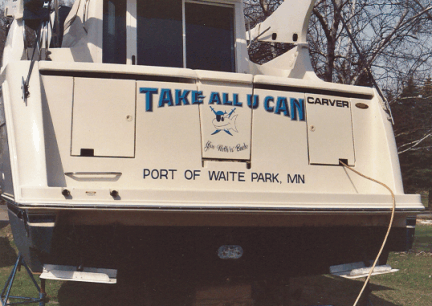 TAKE ALL U CAN
CARVER
PORT OF WAITE PARK, MN